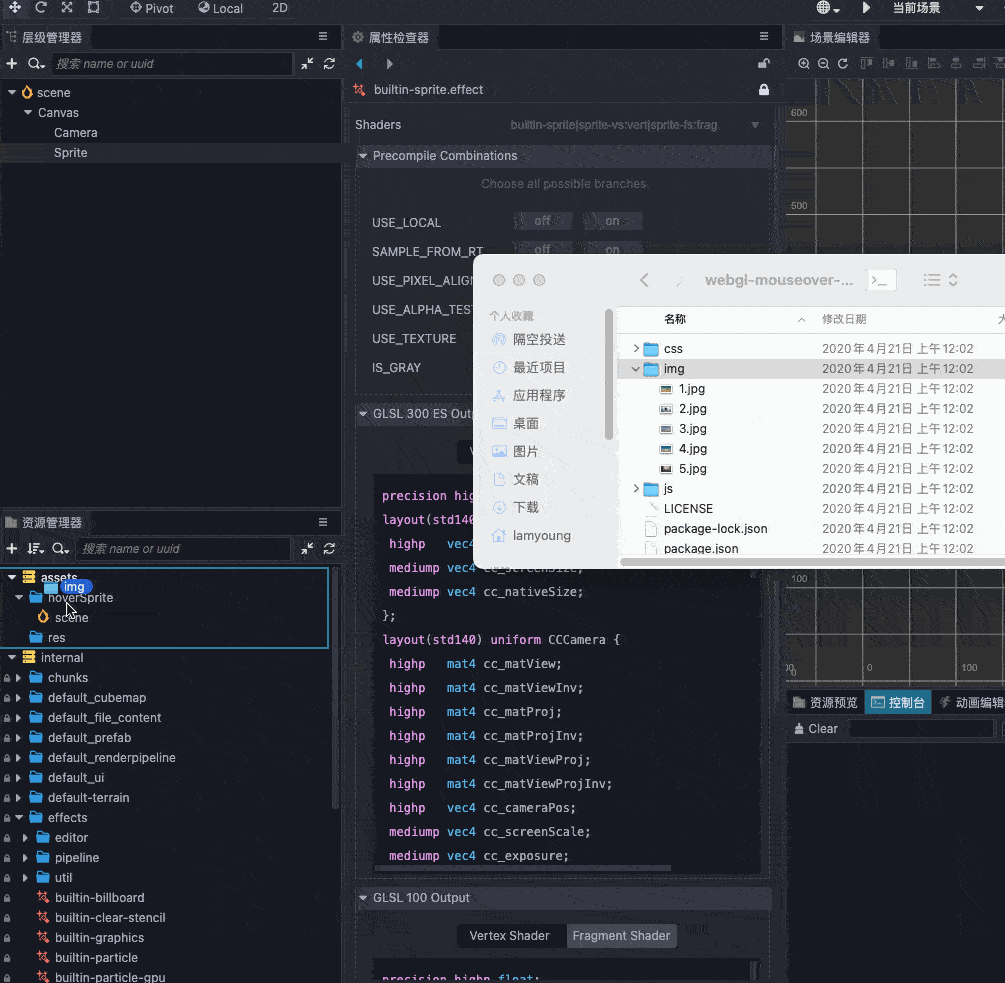 Pivot Local 2D 当前场景
层级管理器
搜索 name or uuid
scene
Canvas
Camera
Sprite
属性检查器
builtin-sprite.effect
Shaders builtin-sprite|sprite-vs:vert|sprite-fs:frag
Precompile Combinations
Choose all possible branches.
USE_LOCAL off on
SAMPLE_FROM_RT off on
USE_PIXEL_ALIGN
USE_ALPHA_TEST
USE_TEXTURE
IS_GRAY
GLSL 300 ES Outp
场景编辑器
600
500
webgl-mouseover-...
个人收藏
隔空投送
最近项目
应用程序
桌面
图片
文稿
下载
lamyoung
名称 修改日期
css 2020年4月21日 上午12:02
img 2020年4月21日 上午12:02
1.jpg 2020年4月21日 上午12:02
2.jpg 2020年4月21日 上午12:02
3.jpg 2020年4月21日 上午12:02
4.jpg 2020年4月21日 上午12:02
5.jpg 2020年4月21日 上午12:02
js 2020年4月21日 上午12:02
LICENSE 2020年4月21日 上午12:02
package-lock.json 2020年4月21日 上午12:02
package.json 2020年4月21日 上午12:02
资源管理器
搜索 name or uuid
assets
img
hoverSprite
scene
res
internal
chunks
default_cubemap
default_file_content
default_prefab
default_renderpipeline
default_ui
default-terrain
effects
editor
pipeline
util
builtin-billboard
builtin-clear-stencil
builtin-graphics
builtin-particle
builtin-particle-gpu
precision hig
layout(std140
highp vec4
mediump vec4 cc_screenSize;
mediump vec4 cc_nativeSize;
};
layout(std140) uniform CCCamera {
highp mat4 cc_matView;
highp mat4 cc_matViewInv;
highp mat4 cc_matProj;
highp mat4 cc_matProjInv;
highp mat4 cc_matViewProj;
highp mat4 cc_matViewProjInv;
highp vec4 cc_cameraPos;
mediump vec4 cc_screenScale;
mediump vec4 cc_exposure;
GLSL 100 Output
Vertex Shader Fragment Shader
precision highp float;
100
0
0 100
资源预览 控制台 动画编辑
Clear